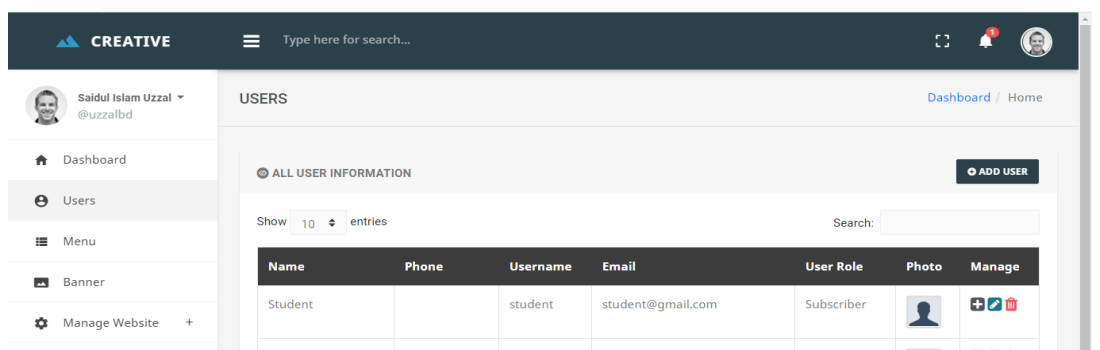 CREATIVE
Type here for search...
1
Saidul Islam Uzzal
@uzzalbd
Dashboard
Users
Menu
Banner
Manage Website +
USERS
Dashboard / Home
ALL USER INFORMATION
ADD USER
Show 10 entries
Search:
Name Phone Username Email User Role Photo Manage
Student student student@gmail.com Subscriber